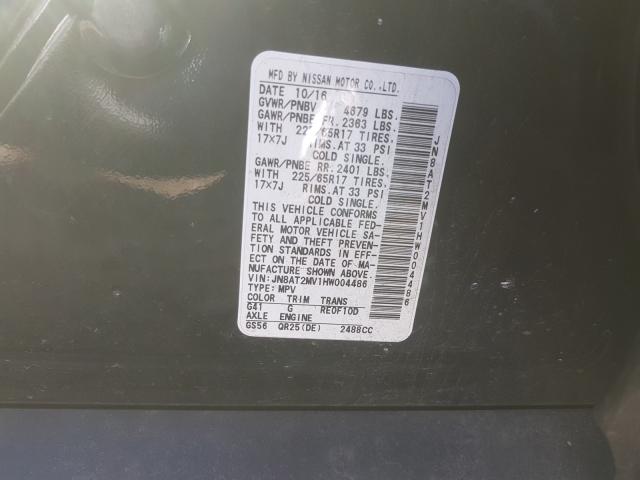 MFD BY NISSAN MOTOR CO.,LTD.
DATE 10/16
GVWR/PNBV 4679 LBS.
GAWR/PNBE FR. 2363 LBS.
WITH 225/65R17 TIRES.
17×7J RIMS.AT 33 PSI
COLD SINGLE.
GAWR/PNBE RR. 2401 LBS.
WITH 225/65R17 TIRES.
17×7J RIMS.AT 33 PSI
COLD SINGLE.
THIS VEHICLE CONFORMS
TO ALL APPLICABLE FED-
ERAL MOTOR VEHICLE SA-
FETY AND THEFT PREVEN-
TION STANDARDS IN EFF-
ECT ON THE DATE OF MA-
NUFACTURE SHOWN ABOVE.
VIN:JN8AT2MV1HW004486
TYPE:MPV
COLOR TRIM TRANS
G41 G RE0F10D
AXLE ENGINE
GS56 QR25(DE) 2488CC
JN8AT2MV1HW004486